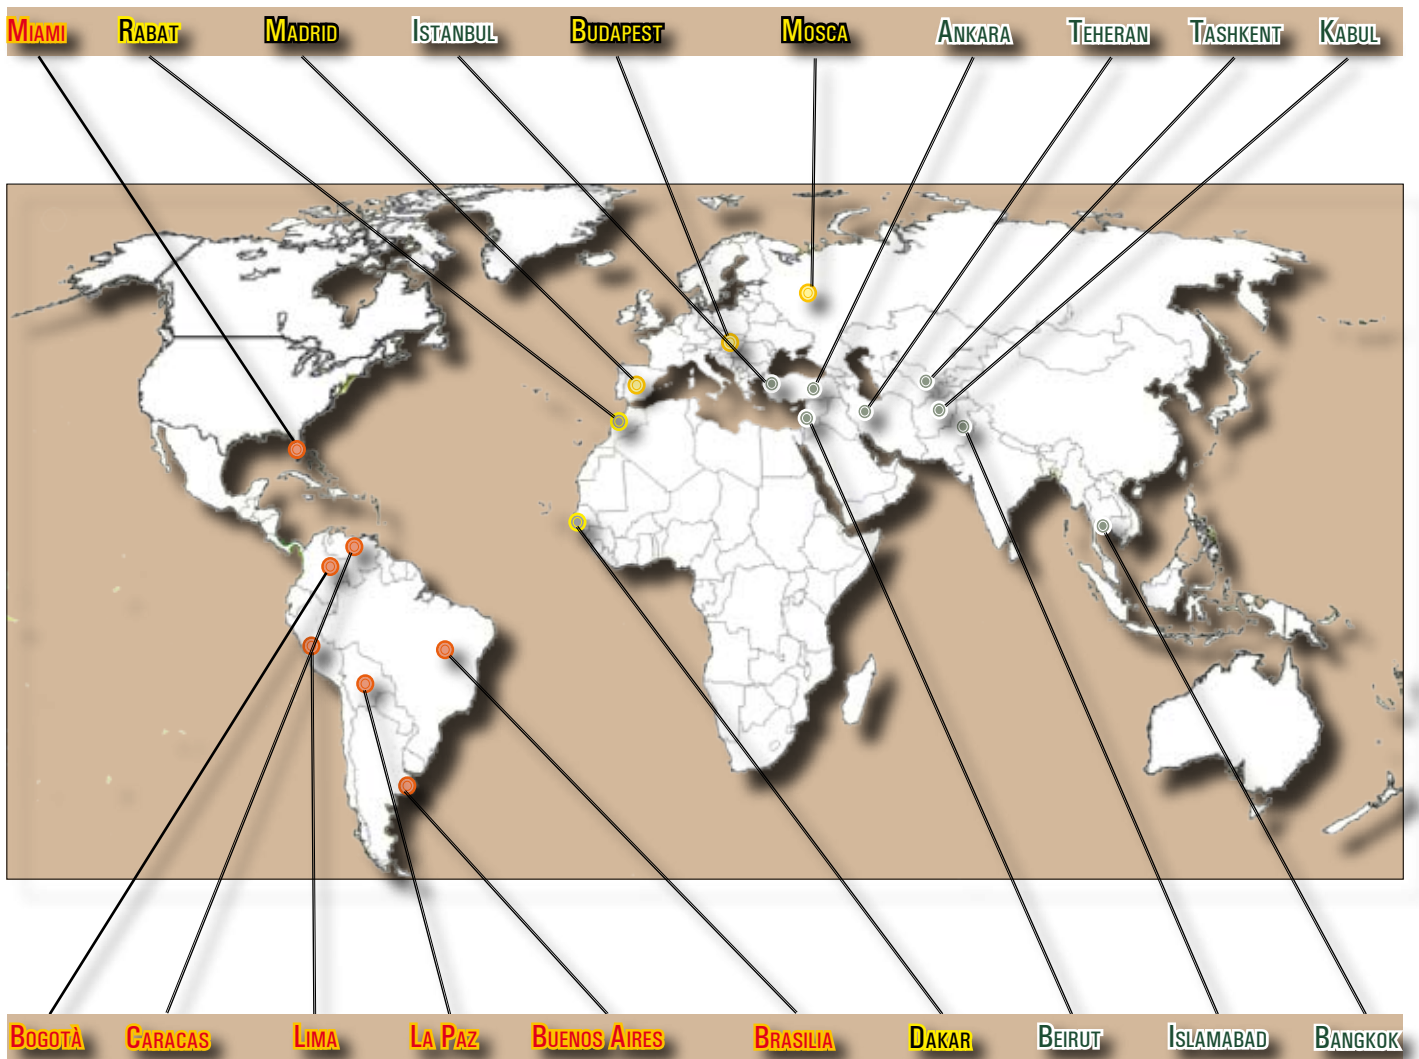 Miami Rabat Madrid Istanbul Budapest Mosca Ankara Teheran Tashkent Kabul
Bogotà Caracas Lima La Paz Buenos Aires Brasilia Dakar Beirut Islamabad Bangkok